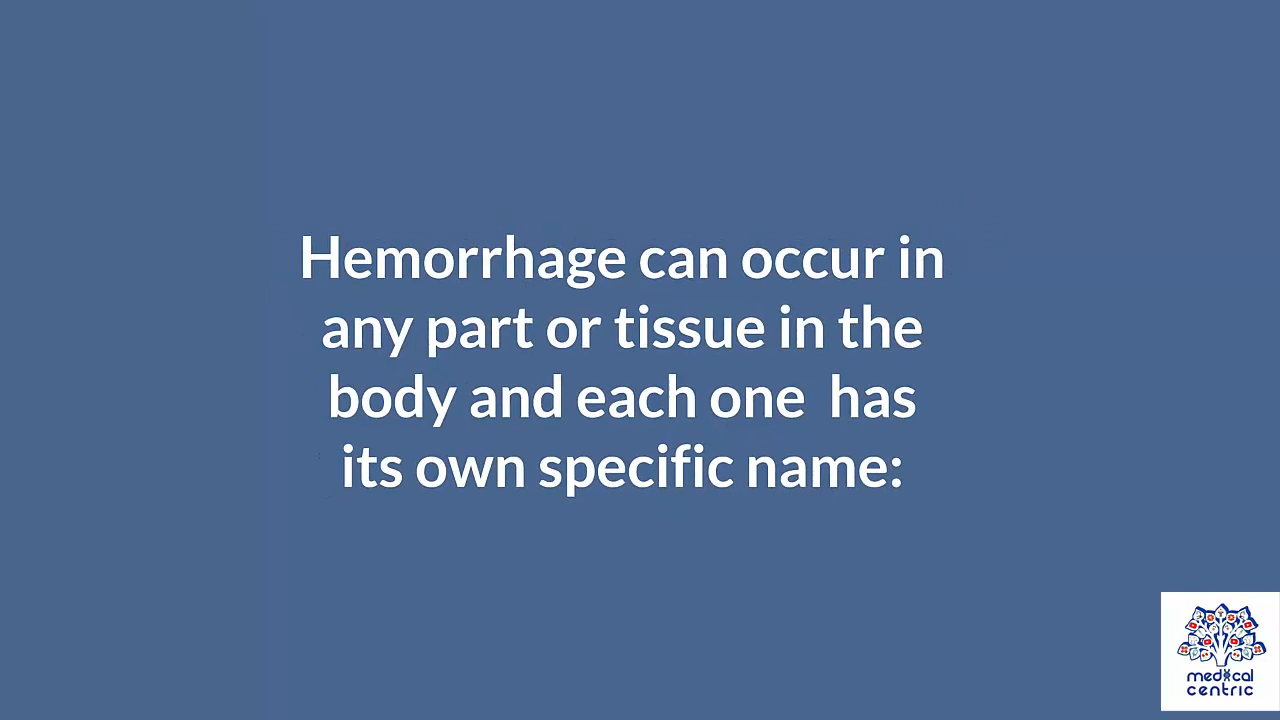 Hemorrhage can occur in
any part or tissue in the
body and each one  has
its own specific name:
medical
centric